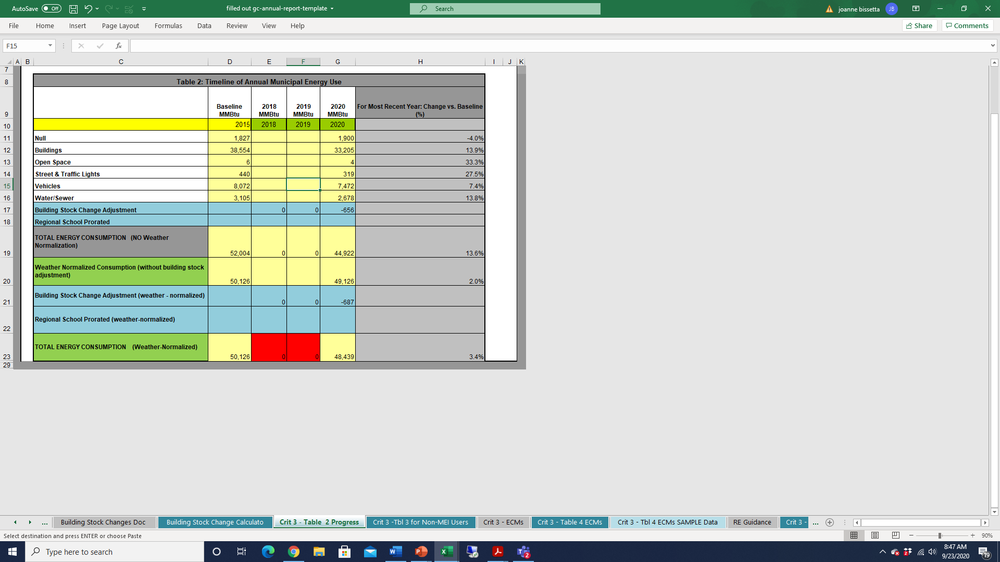 AutoSave Off
filled out gc-annual-report-template
Search
joanne bissetta JB
File Home Insert Page Layout Formulas Data Review View Help
Share Comments
F15 fx
A B C D E F G H I J K
7
8 Table 2: Timeline of Annual Municipal Energy Use
Baseline 2018 2019 2020 For Most Recent Year: Change vs. Baseline
9 MMBtu MMBtu MMBtu MMBtu (%)
10 2015 2018 2019 2020
11 Null 1,827 1,900 -4.0%
12 Buildings 38,554 33,205 13.9%
13 Open Space 6 4 33.3%
14 Street & Traffic Lights 440 319 27.5%
15 Vehicles 8,072 7,472 7.4%
16 Water/Sewer 3,105 2,678 13.8%
17 Building Stock Change Adjustment 0 0 -656
18 Regional School Prorated
TOTAL ENERGY CONSUMPTION (NO Weather
Normalization)
19 52,004 0 0 44,922 13.6%
Weather Normalized Consumption (without building stock
adjustment)
20 50,126 49,126 2.0%
Building Stock Change Adjustment (weather - normalized)
21 0 0 -687
Regional School Prorated (weather-normalized)
22
TOTAL ENERGY CONSUMPTION (Weather-Normalized)
23 50,126 0 0 48,439 3.4%
29
... Building Stock Changes Doc Building Stock Change Calculato Crit 3 - Table 2 Progress Crit 3 -Tbl 3 for Non-MEI Users Crit 3 - ECMs Crit 3 - Table 4 ECMs Crit 3 - Tbl 4 ECMs SAMPLE Data RE Guidance Crit 3 - ...
Select destination and press ENTER or choose Paste
90%
Type here to search
8:47 AM
9/23/2020
2
19